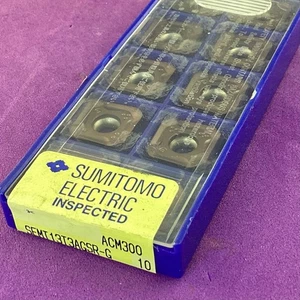 SUMITOMO
ELECTRIC
INSPECTED
ACM300
SEMT13T3AGSR-G 10